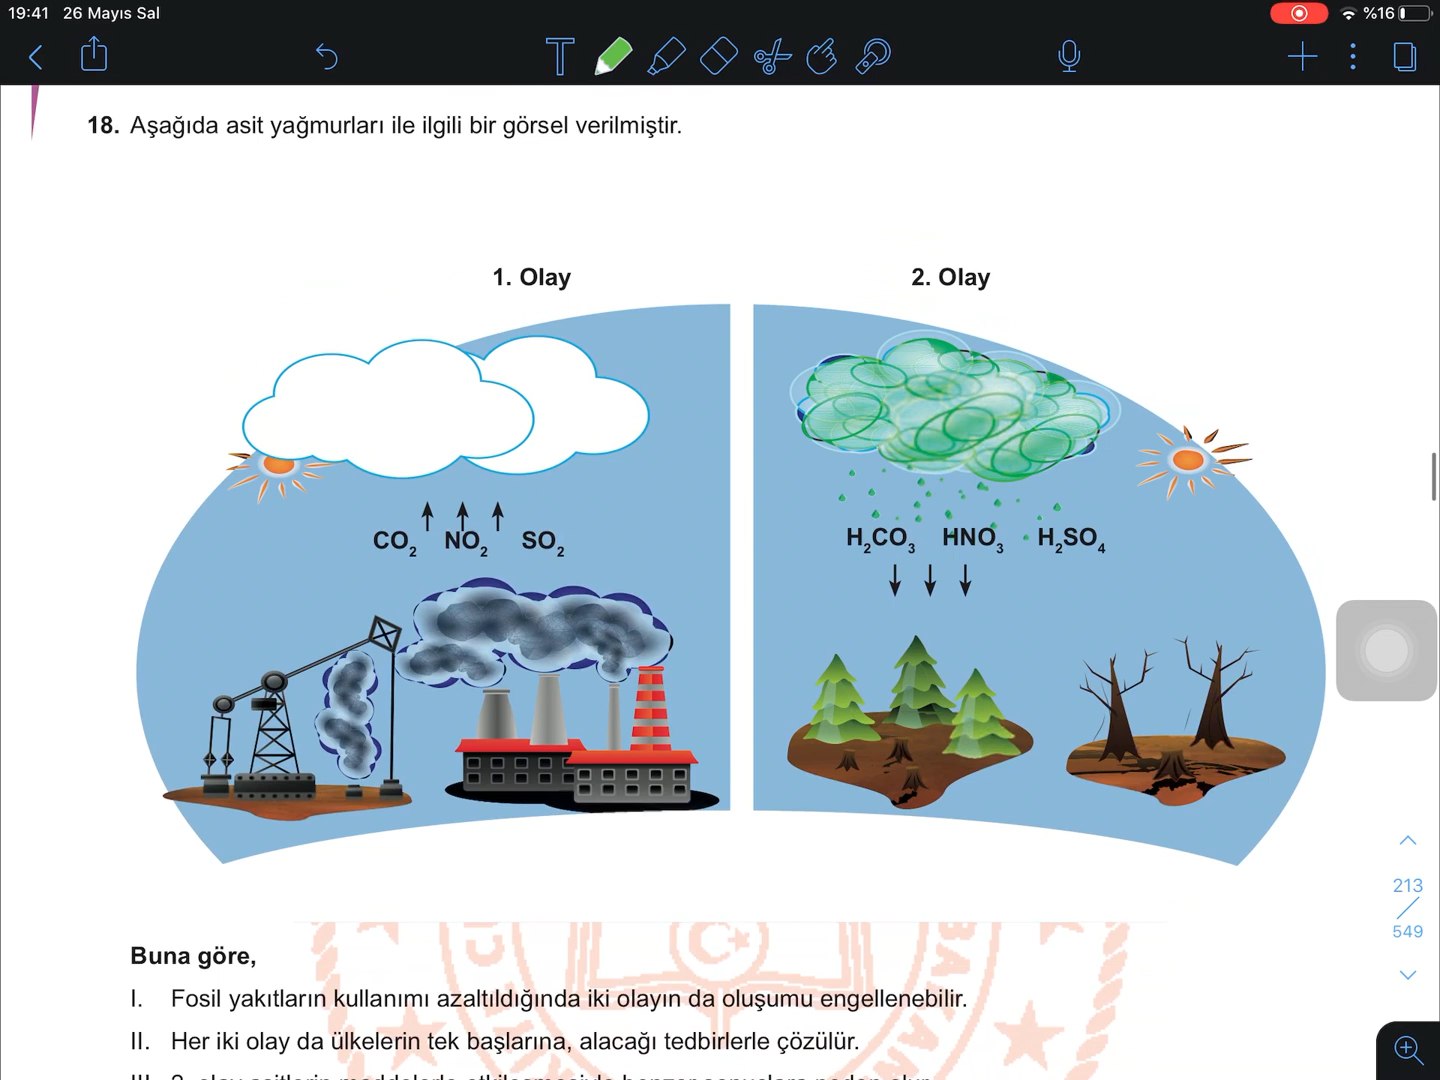 19:41 26 Mayıs Sal %16
18. Aşağıda asit yağmurları ile ilgili bir görsel verilmiştir.
1. Olay 2. Olay
CO₂ NO₂ SO₂
H₂CO₃ HNO₃ H₂SO₄
213
549
Buna göre,
I. Fosil yakıtların kullanımı azaltıldığında iki olayın da oluşumu engellenebilir.
II. Her iki olay da ülkelerin tek başlarına, alacağı tedbirlerle çözülür.